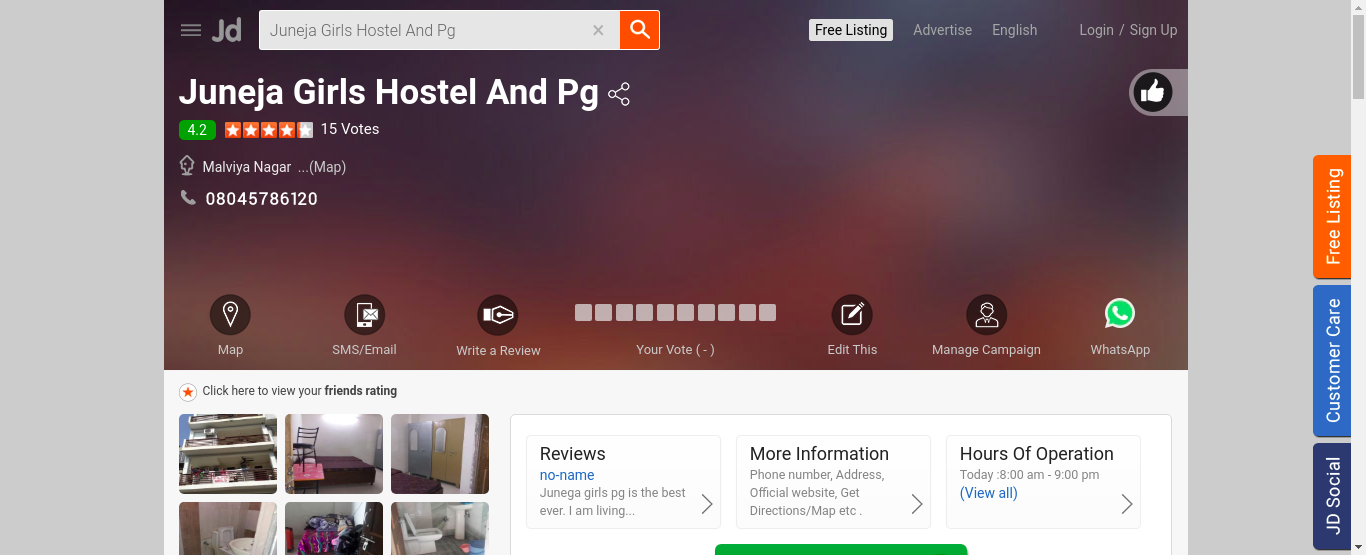 Jd
Juneja Girls Hostel And Pg
Free Listing
Advertise
English
Login / Sign Up
Juneja Girls Hostel And Pg
4.2
15 Votes
Malviya Nagar ...(Map)
08045786120
Map
SMS/Email
Write a Review
Your Vote ( - )
Edit This
Manage Campaign
WhatsApp
Click here to view your friends rating
Reviews
no-name
Junega girls pg is the best
ever. I am living...
More Information
Phone number, Address,
Official website, Get
Directions/Map etc .
Hours Of Operation
Today :8:00 am - 9:00 pm
(View all)
Free Listing
Customer Care
JD Social